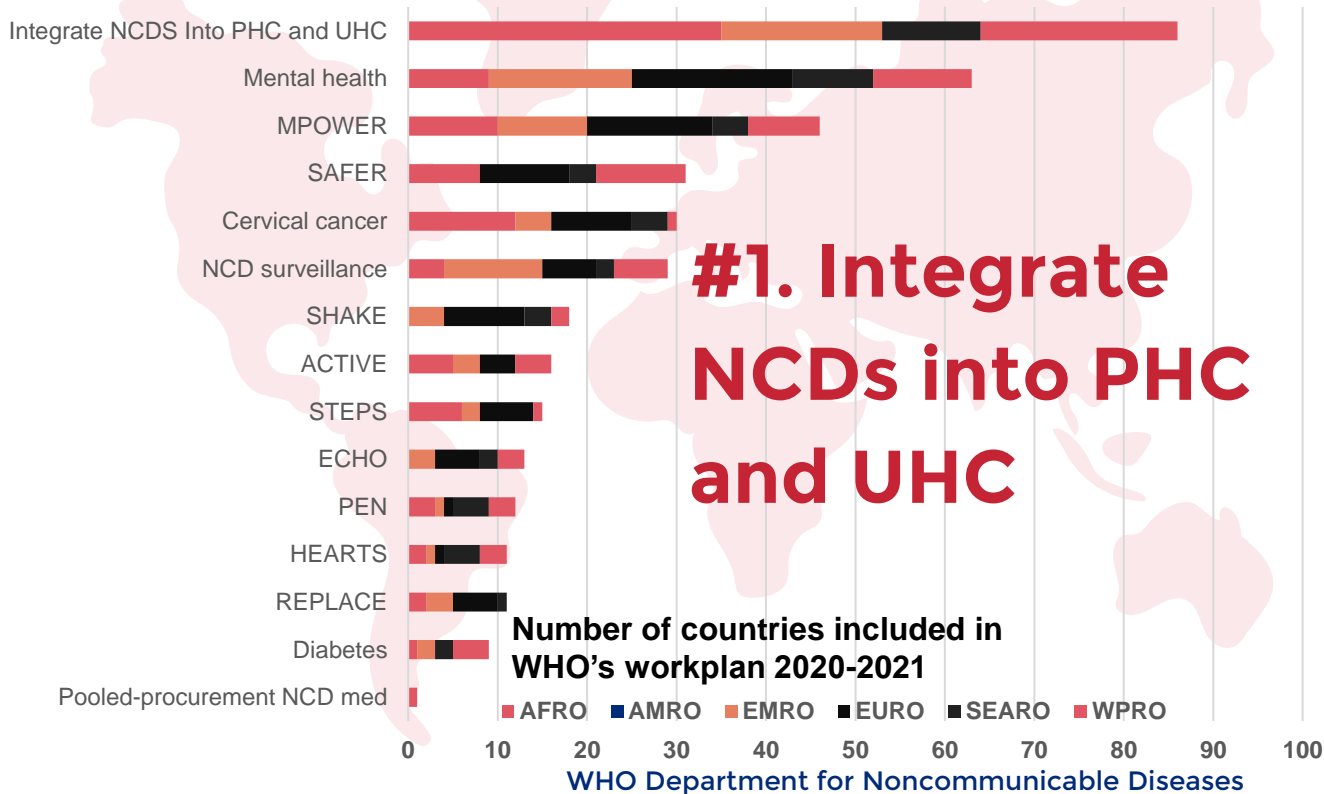 Integrate NCDS Into PHC and UHC
Mental health
MPOWER
SAFER
Cervical cancer
NCD surveillance
SHAKE
ACTIVE
STEPS
ECHO
PEN
HEARTS
REPLACE
Diabetes
Pooled-procurement NCD med
#1. Integrate
NCDs into PHC
and UHC
Number of countries included in
WHO's workplan 2020-2021
AFRO AMRO EMRO EURO SEARO WPRO
0 10 20 30 40 50 60 70 80 90 100
WHO Department for Noncommunicable Diseases